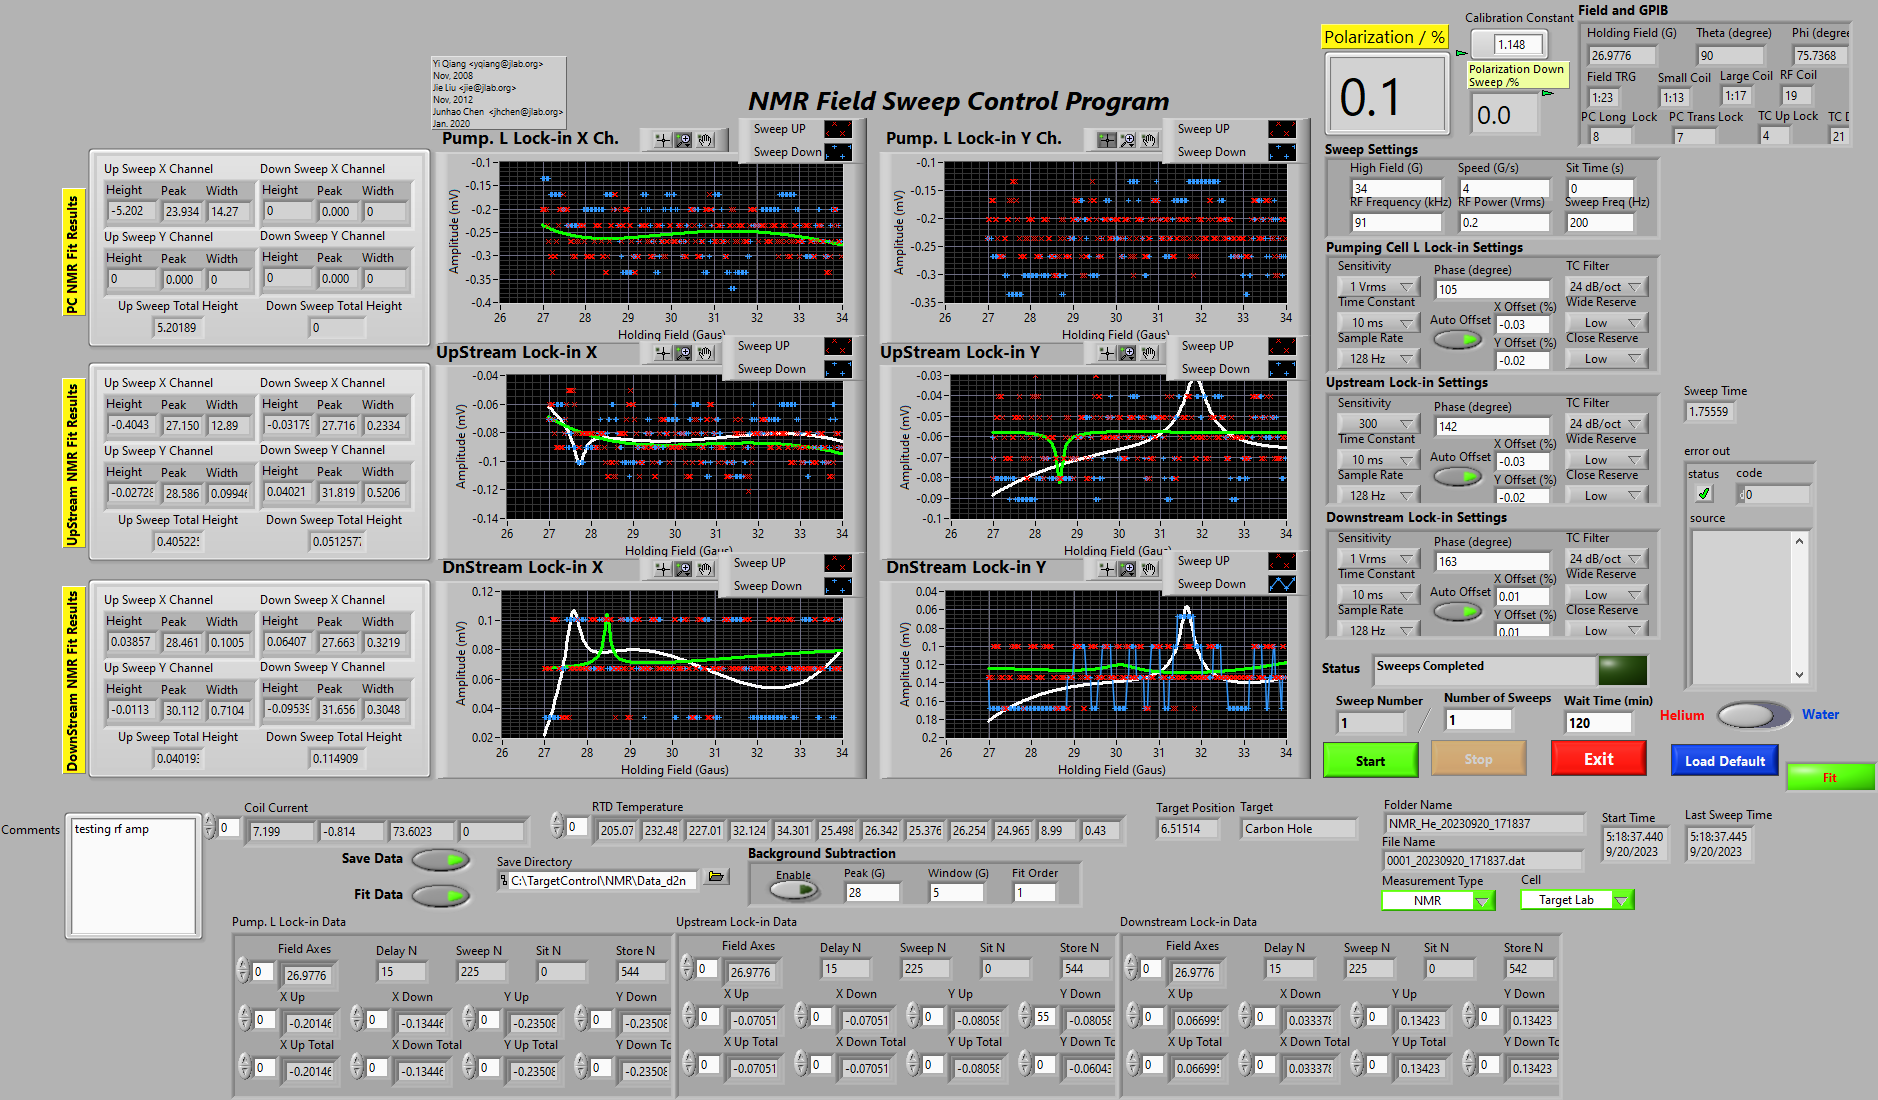 Yi Qiang <yqiang@jlab.org>
Nov, 2008
Jie Liu <jie@jlab.org>
Nov, 2012
Junhao Chen <jhchen@jlab.org>
Jan. 2020
NMR Field Sweep Control Program
Polarization / %
0.1
Calibration Constant
1.148
Polarization Down
Sweep /%
0.0
Field and GPIB
Holding Field (G) Theta (degree) Phi (degree
26.9776 90 75.7368
Field TRG Small Coil Large Coil RF Coil
1:23 1:13 1:17 19
PC Long Lock PC Trans Lock TC Up Lock TC D
8 7 4 21
Sweep Settings
High Field (G) Speed (G/s) Sit Time (s)
34 4 0
RF Frequency (kHz) RF Power (Vrms) Sweep Freq (Hz)
91 0.2 200
Pumping Cell L Lock-in Settings
Sensitivity Phase (degree) TC Filter
1 Vrms 105 24 dB/oct
Time Constant X Offset (%) Wide Reserve
10 ms Auto Offset -0.03 Low
Sample Rate Y Offset (%) Close Reserve
128 Hz -0.02 Low
Upstream Lock-in Settings
Sensitivity Phase (degree) TC Filter
300 142 24 dB/oct
Time Constant X Offset (%) Wide Reserve
10 ms Auto Offset -0.03 Low
Sample Rate Y Offset (%) Close Reserve
128 Hz -0.02 Low
Downstream Lock-in Settings
Sensitivity Phase (degree) TC Filter
1 Vrms 163 24 dB/oct
Time Constant X Offset (%) Wide Reserve
10 ms Auto Offset 0.01 Low
Sample Rate Y Offset (%) Close Reserve
128 Hz 0.01 Low
Sweep Time
1.75559
error out
status code
0
source
Status Sweeps Completed
Sweep Number Number of Sweeps Wait Time (min)
1 / 1 120
Helium Water
Start Stop Exit Load Default Fit
PC NMR Fit Results
Up Sweep X Channel Down Sweep X Channel
Height Peak Width Height Peak Width
-5.202 23.934 14.27 0 0.000 0
Up Sweep Y Channel Down Sweep Y Channel
Height Peak Width Height Peak Width
0 0.000 0 0 0.000 0
Up Sweep Total Height Down Sweep Total Height
5.20189 0
UpStream NMR Fit Results
Up Sweep X Channel Down Sweep X Channel
Height Peak Width Height Peak Width
-0.4043 27.150 12.89 -0.03179 27.716 0.2334
Up Sweep Y Channel Down Sweep Y Channel
Height Peak Width Height Peak Width
-0.02728 28.586 0.09946 0.04021 31.819 0.5206
Up Sweep Total Height Down Sweep Total Height
0.405225 0.0512577
DownStream NMR Fit Results
Up Sweep X Channel Down Sweep X Channel
Height Peak Width Height Peak Width
0.03857 28.461 0.1005 0.06407 27.663 0.3219
Up Sweep Y Channel Down Sweep Y Channel
Height Peak Width Height Peak Width
-0.0113 30.112 0.7104 -0.09539 31.656 0.3048
Up Sweep Total Height Down Sweep Total Height
0.040193 0.114909
Pump. L Lock-in X Ch.
Sweep UP
Sweep Down
Amplitude (mV)
-0.1
-0.15
-0.2
-0.25
-0.3
-0.35
-0.4
26 27 28 29 30 31 32 33 34
Holding Field (Gaus)
Pump. L Lock-in Y Ch.
Sweep UP
Sweep Down
Amplitude (mV)
-0.1
-0.15
-0.2
-0.25
-0.3
-0.35
26 27 28 29 30 31 32 33 34
Holding Field (Gaus)
UpStream Lock-in X
Sweep UP
Sweep Down
Amplitude (mV)
-0.04
-0.06
-0.08
-0.1
-0.12
-0.14
26 27 28 29 30 31 32 33 34
Holding Field (Gaus)
UpStream Lock-in Y
Sweep UP
Sweep Down
Amplitude (mV)
-0.03
-0.04
-0.05
-0.06
-0.07
-0.08
-0.09
-0.1
26 27 28 29 30 31 32 33 34
Holding Field (Gaus)
DnStream Lock-in X
Sweep UP
Sweep Down
Amplitude (mV)
0.12
0.1
0.08
0.06
0.04
0.02
26 27 28 29 30 31 32 33 34
Holding Field (Gaus)
DnStream Lock-in Y
Sweep UP
Sweep Down
Amplitude (mV)
0.04
0.06
0.08
0.1
0.12
0.14
0.16
0.18
0.2
26 27 28 29 30 31 32 33 34
Holding Field (Gaus)
Comments
testing rf amp
Coil Current
0 7.199 -0.814 73.6023 0
RTD Temperature
0 205.07 232.48 227.01 32.124 34.301 25.498 26.342 25.376 26.254 24.965 8.99 0.43
Target Position Target
6.51514 Carbon Hole
Folder Name
NMR_He_20230920_171837
File Name
0001_20230920_171837.dat
Start Time Last Sweep Time
5:18:37.440 5:18:37.445
9/20/2023 9/20/2023
Measurement Type Cell
NMR Target Lab
Save Data
Fit Data
Save Directory
C:\TargetControl\NMR\Data_d2n
Background Subtraction
Enable Peak (G) Window (G) Fit Order
28 5 1
Pump. L Lock-in Data
Field Axes Delay N Sweep N Sit N Store N
0 26.9776 15 225 0 544
X Up X Down Y Up Y Down
0 -0.20146 0 -0.13446 0 -0.23508 0 -0.23508
X Up Total X Down Total Y Up Total Y Down To
0 -0.20146 0 -0.13446 0 -0.23508 0 -0.23508
Upstream Lock-in Data
Field Axes Delay N Sweep N Sit N Store N
0 26.9776 15 225 0 544
X Up X Down Y Up Y Down
0 -0.07051 0 -0.07051 0 -0.08058 55 -0.08058
X Up Total X Down Total Y Up Total Y Down To
0 -0.07051 0 -0.07051 0 -0.08058 0 -0.06043
Downstream Lock-in Data
Field Axes Delay N Sweep N Sit N Store N
0 26.9776 15 225 0 542
X Up X Down Y Up Y Down
0 0.066995 0 0.033378 0 0.13423 0 0.13423
X Up Total X Down Total Y Up Total Y Down To
0 0.066995 0 0.033378 0 0.13423 0 0.13423